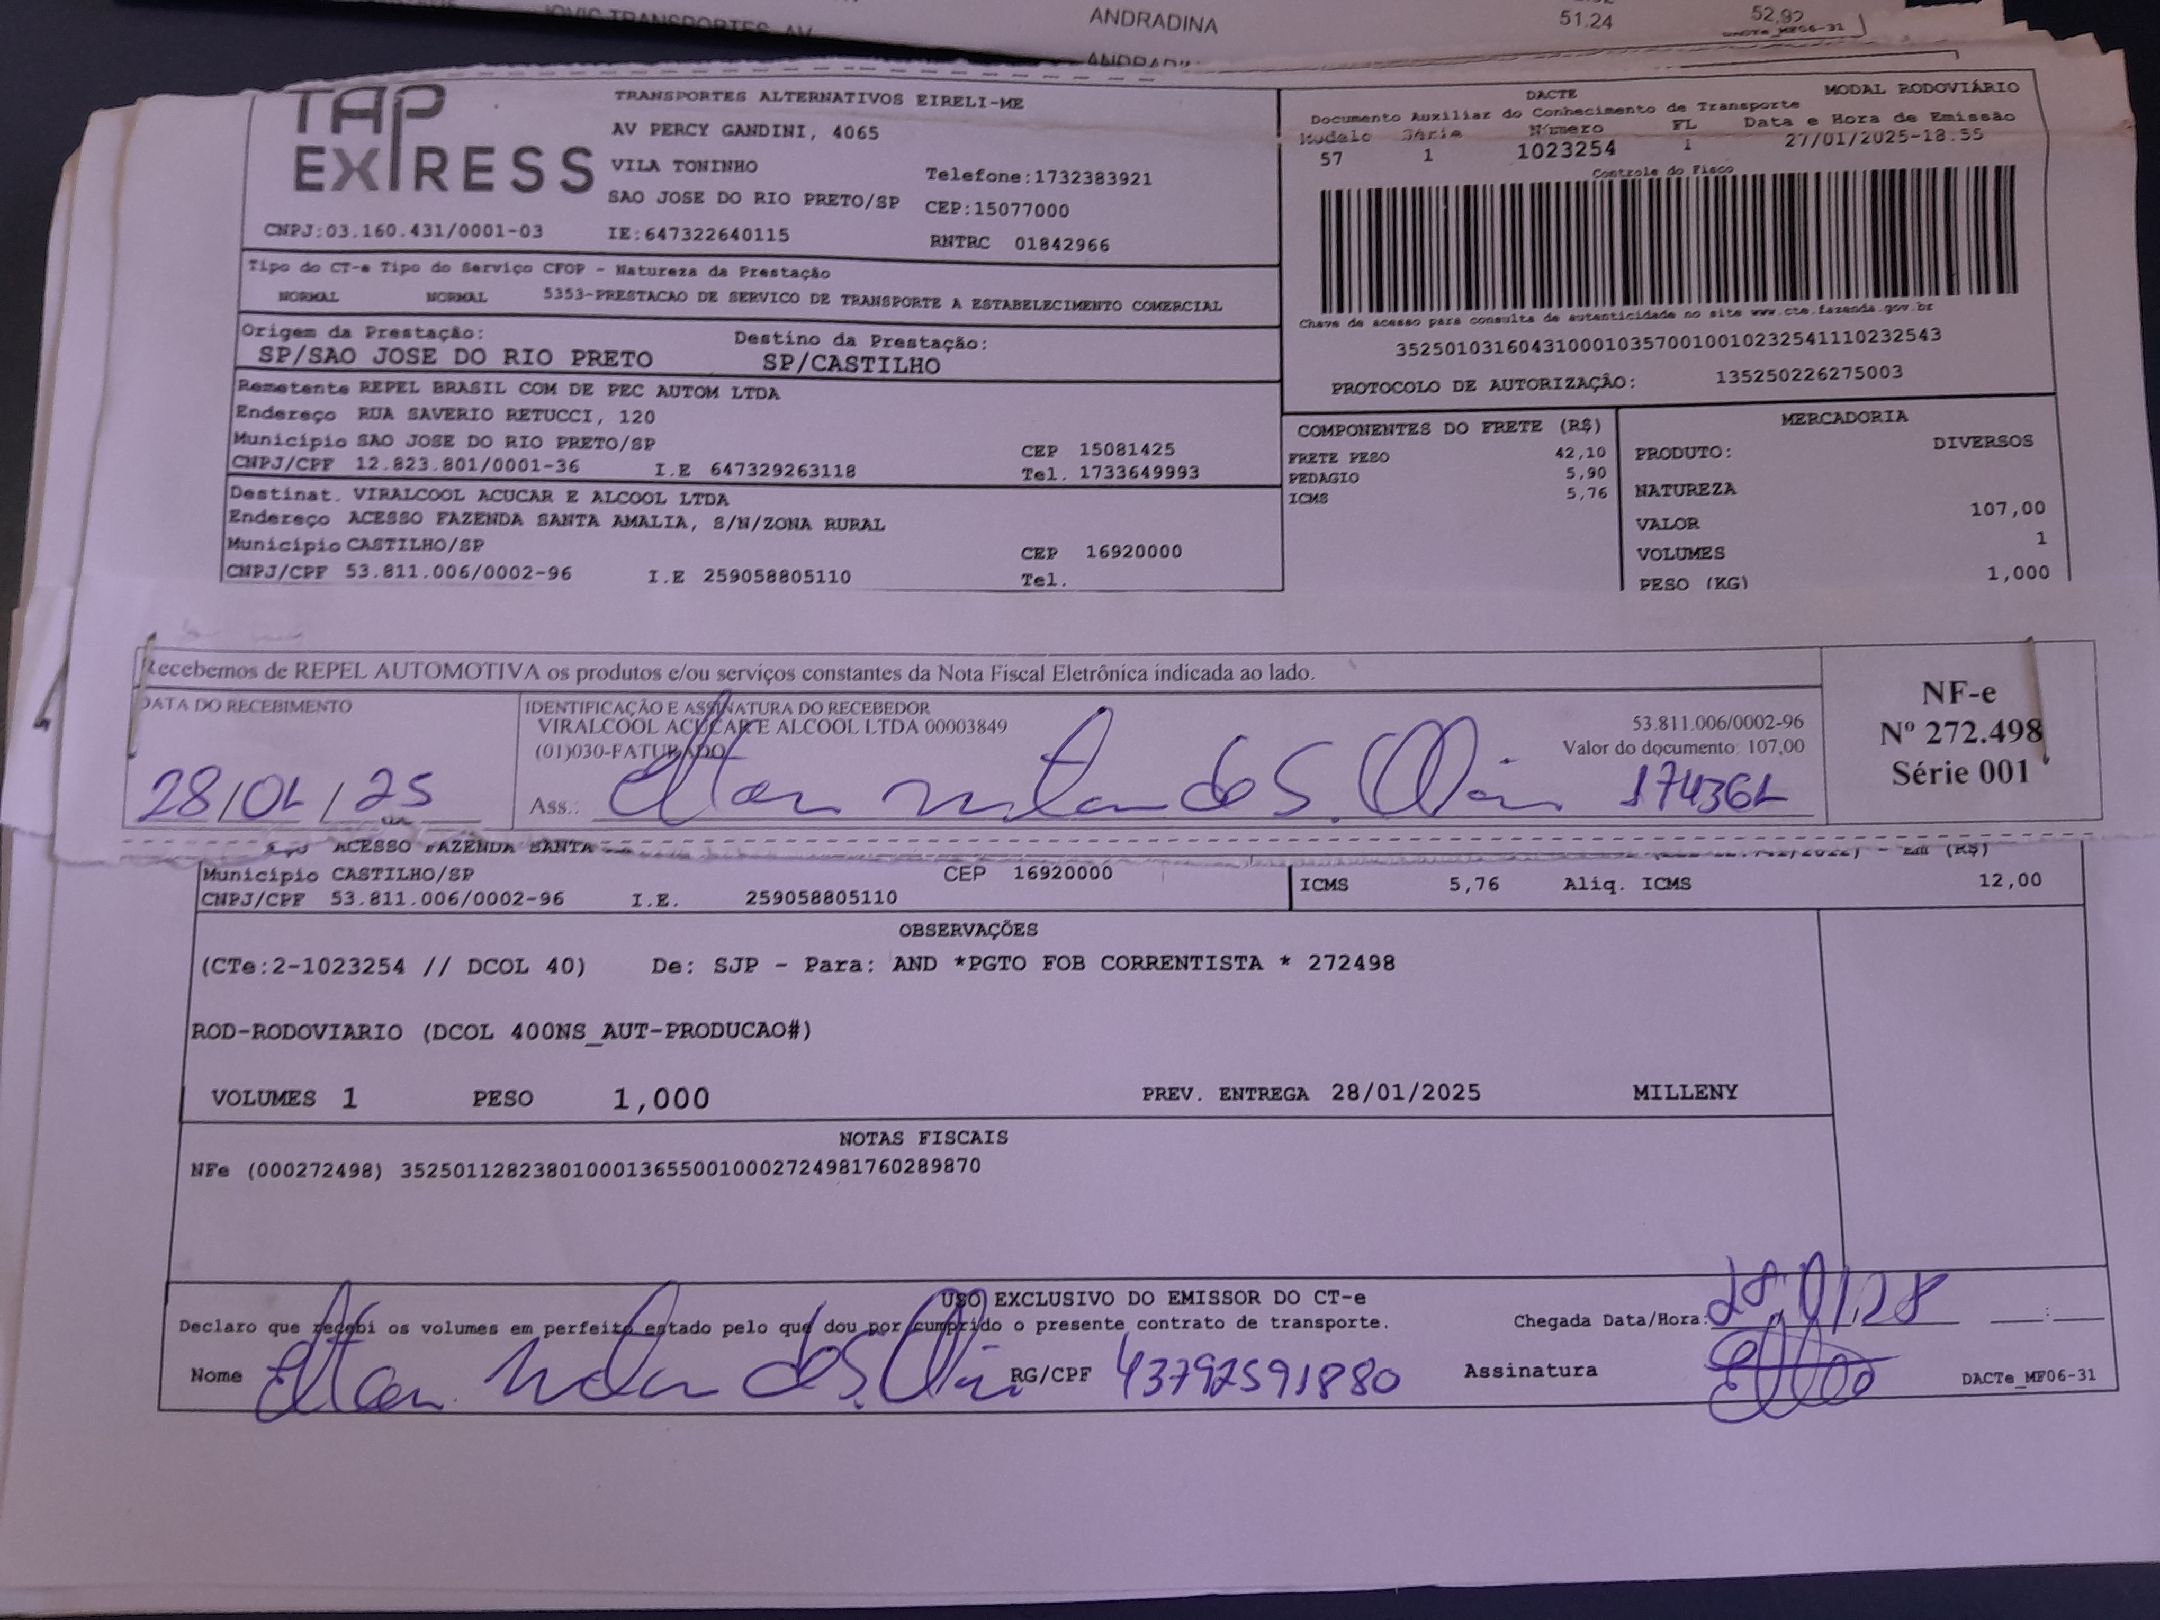 ANDRADINA
51,24
52,92
JOVIC TRANSPORTES, AV
DACTe_MF06-31
TAP EXPRESS
TRANSPORTES ALTERNATIVOS EIRELI-ME
AV PERCY GANDINI, 4065
VILA TONINHO
Telefone:1732383921
SAO JOSE DO RIO PRETO/SP CEP:15077000
CNPJ:03.160.431/0001-03 IE:647322640115 RNTRC 01842966
DACTE MODAL RODOVIÁRIO
Documento Auxiliar do Conhecimento de Transporte
Modelo Série Número FL Data e Hora de Emissão
57 1 1023254 1 27/01/2025-18.55
Controle do Fisco
Chave de acesso para consulta de autenticidade no site www.cte.fazenda.gov.br
35250103160431000103570010010232541110232543
PROTOCOLO DE AUTORIZAÇÃO: 135250226275003
Tipo do CT-e Tipo do Serviço CFOP - Natureza da Prestação
NORMAL NORMAL 5353-PRESTACAO DE SERVICO DE TRANSPORTE A ESTABELECIMENTO COMERCIAL
Origem da Prestação: Destino da Prestação:
SP/SAO JOSE DO RIO PRETO SP/CASTILHO
Remetente REPEL BRASIL COM DE PEC AUTOM LTDA
Endereço RUA SAVERIO RETUCCI, 120
Município SAO JOSE DO RIO PRETO/SP CEP 15081425
CNPJ/CPF 12.823.801/0001-36 I.E 647329263118 Tel. 1733649993
Destinat. VIRALCOOL ACUCAR E ALCOOL LTDA
Endereço ACESSO FAZENDA SANTA AMALIA, S/N/ZONA RURAL
Município CASTILHO/SP CEP 16920000
CNPJ/CPF 53.811.006/0002-96 I.E 259058805110 Tel.
COMPONENTES DO FRETE (R$)
FRETE PESO 42,10
PEDAGIO 5,90
ICMS 5,76
MERCADORIA
PRODUTO: DIVERSOS
NATUREZA
VALOR 107,00
VOLUMES 1
PESO (KG) 1,000
Recebemos de REPEL AUTOMOTIVA os produtos e/ou serviços constantes da Nota Fiscal Eletrônica indicada ao lado.
DATA DO RECEBIMENTO
28/01/25
IDENTIFICAÇÃO E ASSINATURA DO RECEBEDOR
VIRALCOOL ACUCAR E ALCOOL LTDA 00003849 53.811.006/0002-96
(01)030-FATURADO Valor do documento: 107,00
Ass.: 174361
NF-e
Nº 272.498
Série 001
ACESSO FAZENDA SANTA
Município CASTILHO/SP CEP 16920000
CNPJ/CPF 53.811.006/0002-96 I.E. 259058805110
ICMS 5,76 Aliq. ICMS 12,00
OBSERVAÇÕES
(CTe:2-1023254 // DCOL 40) De: SJP - Para: AND *PGTO FOB CORRENTISTA * 272498
ROD-RODOVIARIO (DCOL 400NS_AUT-PRODUCAO#)
VOLUMES 1 PESO 1,000 PREV. ENTREGA 28/01/2025 MILLENY
NOTAS FISCAIS
NFe (000272498) 35250112823801000136550010002724981760289870
USO EXCLUSIVO DO EMISSOR DO CT-e
Declaro que recebi os volumes em perfeito estado pelo que dou por cumprido o presente contrato de transporte.
Chegada Data/Hora:
Nome RG/CPF 43792591880 Assinatura
DACTe_MF06-31